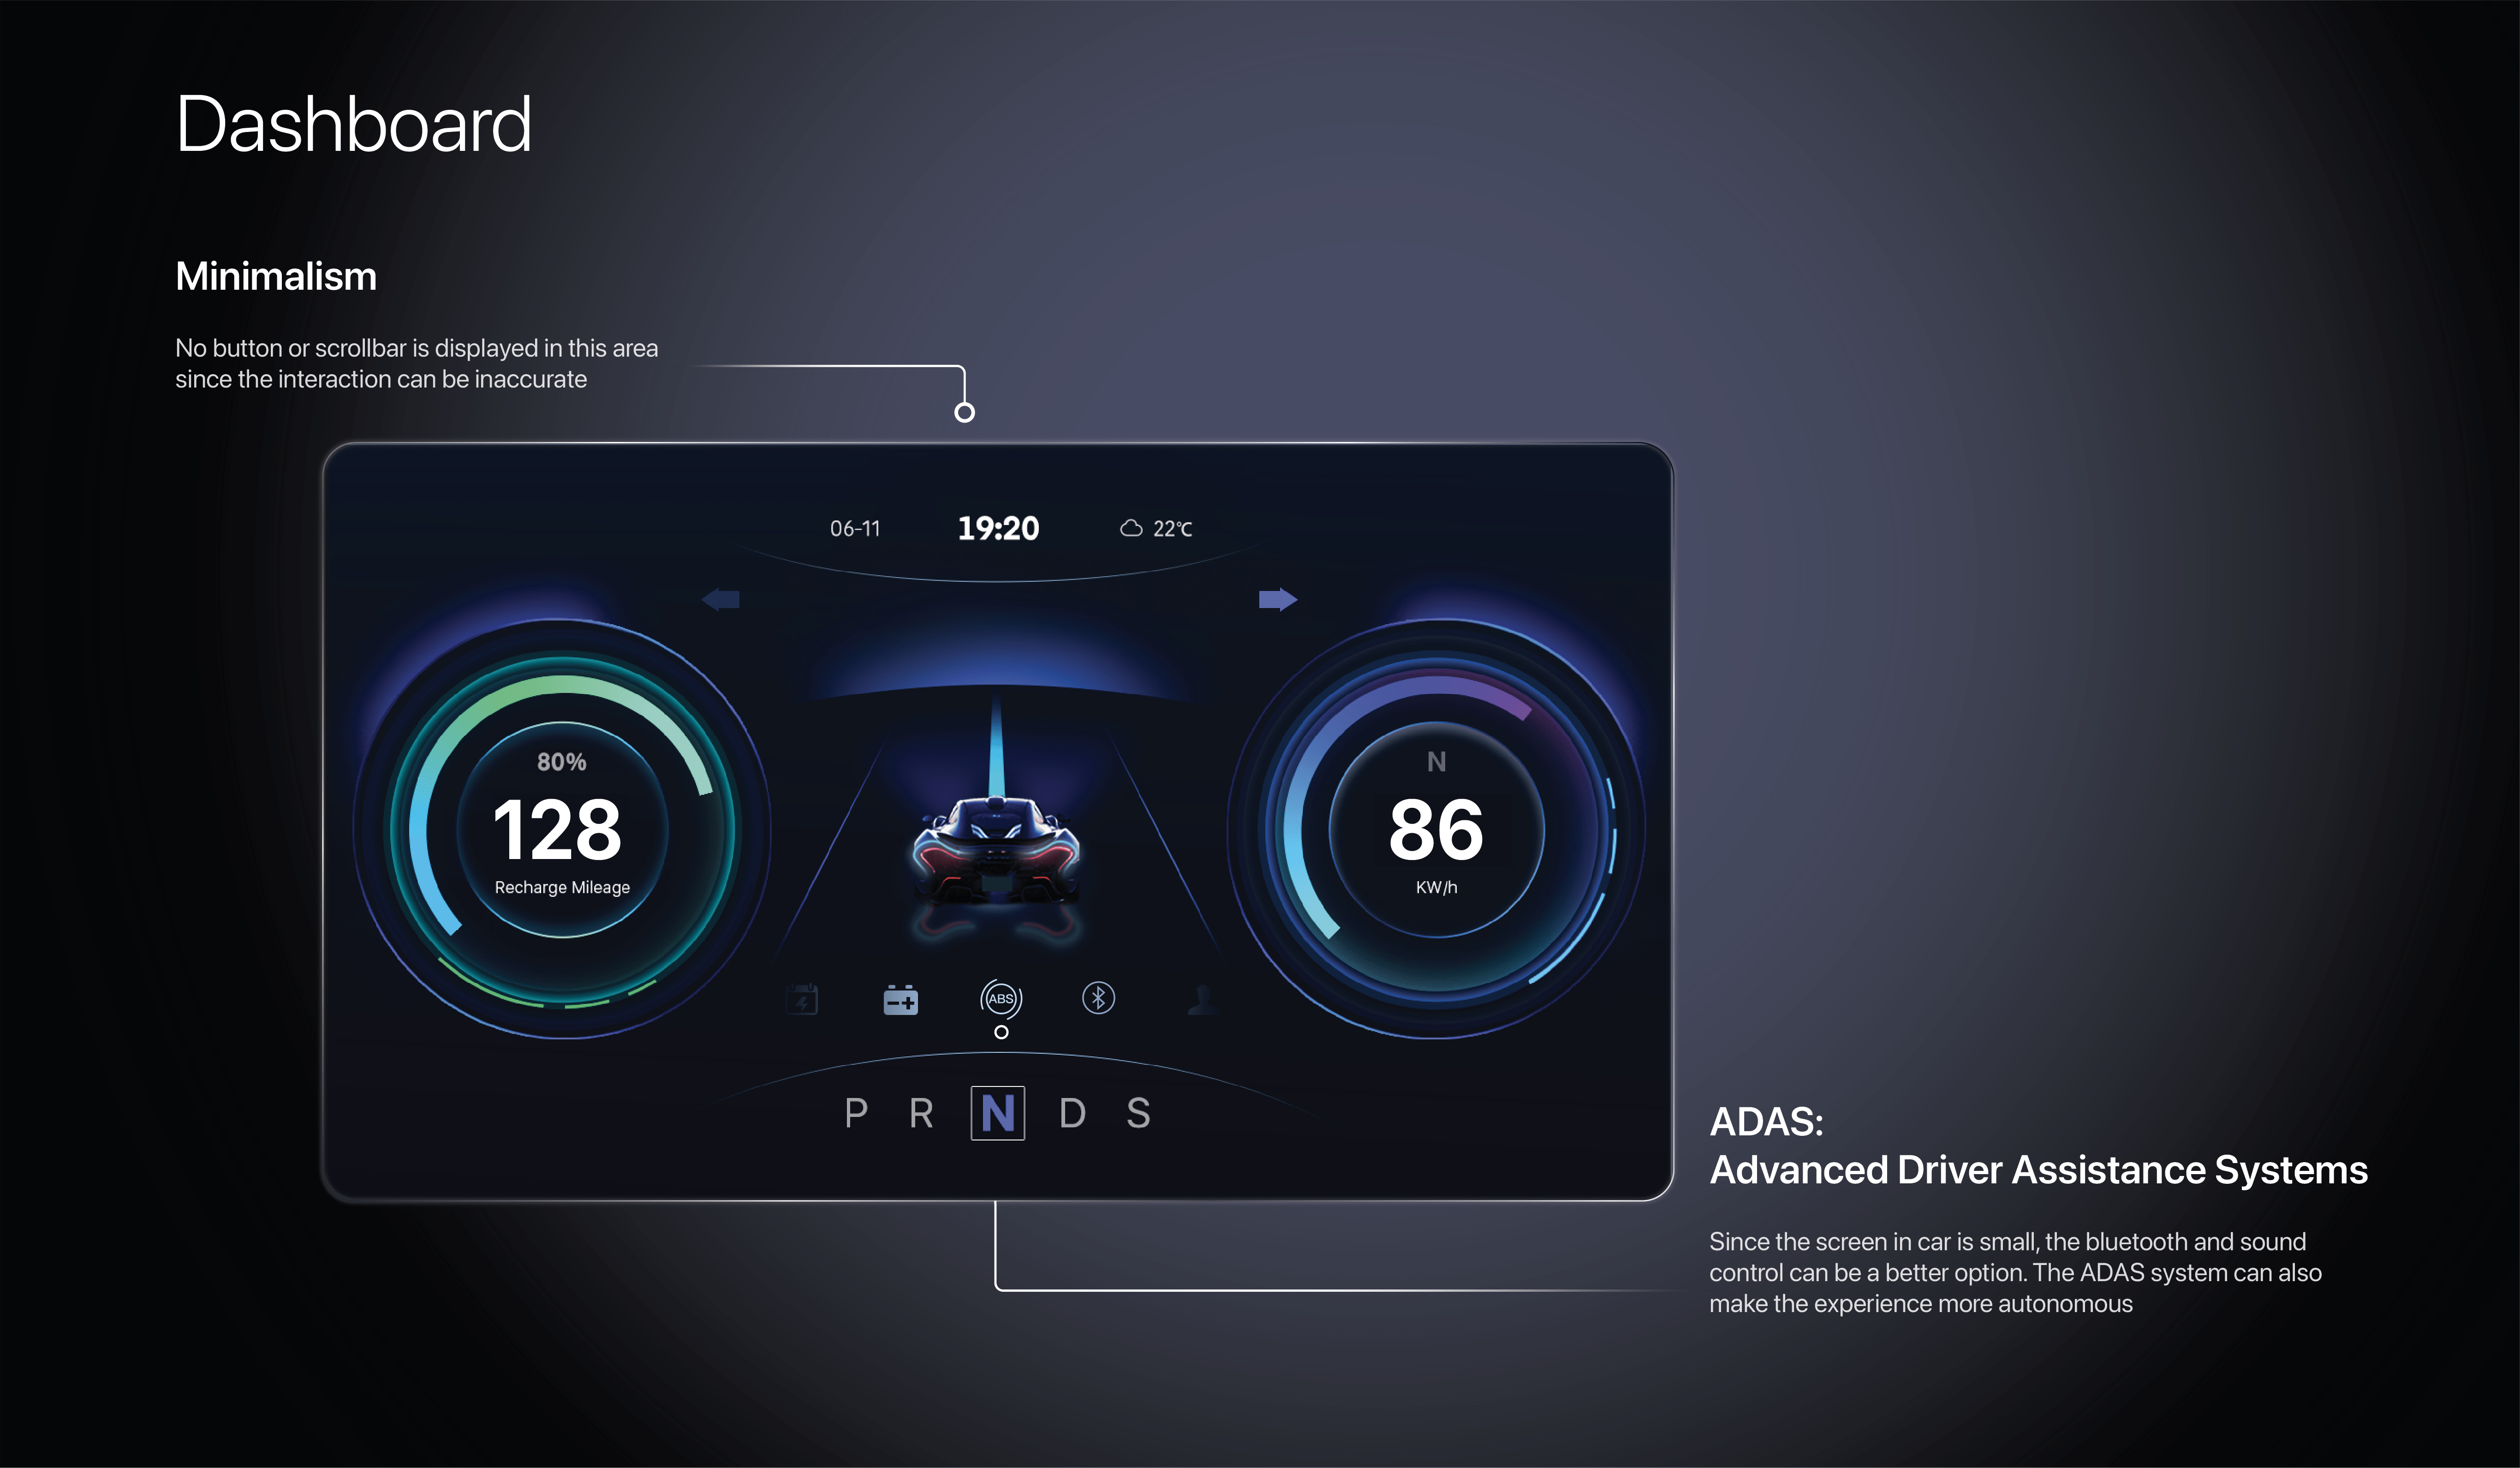 Dashboard
Minimalism
No button or scrollbar is displayed in this area
since the interaction can be inaccurate
06-11 19:20 22℃
80%
128
Recharge Mileage
N
86
KW/h
ABS
P R N D S
ADAS:
Advanced Driver Assistance Systems
Since the screen in car is small, the bluetooth and sound
control can be a better option. The ADAS system can also
make the experience more autonomous